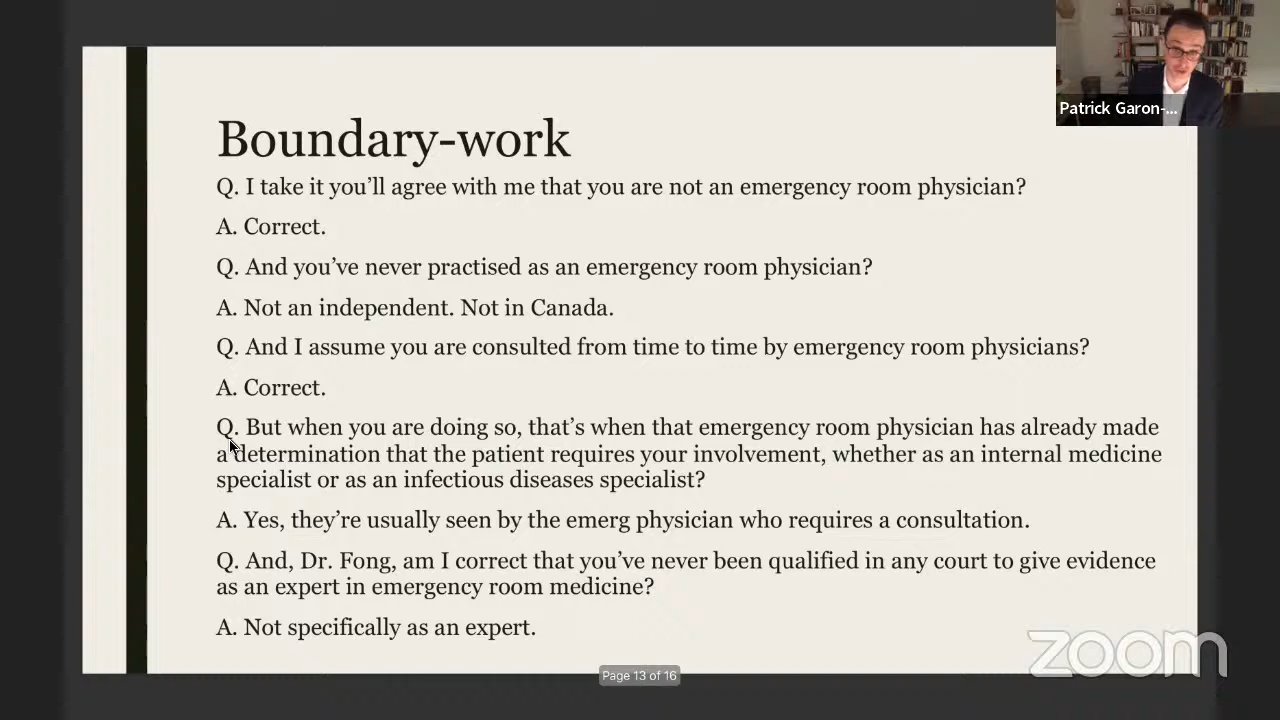 Patrick Garon-...
Boundary-work
Q. I take it you’ll agree with me that you are not an emergency room physician?
A. Correct.
Q. And you’ve never practised as an emergency room physician?
A. Not an independent. Not in Canada.
Q. And I assume you are consulted from time to time by emergency room physicians?
A. Correct.
Q. But when you are doing so, that’s when that emergency room physician has already made
a determination that the patient requires your involvement, whether as an internal medicine
specialist or as an infectious diseases specialist?
A. Yes, they’re usually seen by the emerg physician who requires a consultation.
Q. And, Dr. Fong, am I correct that you’ve never been qualified in any court to give evidence
as an expert in emergency room medicine?
A. Not specifically as an expert.
zoom
Page 13 of 16